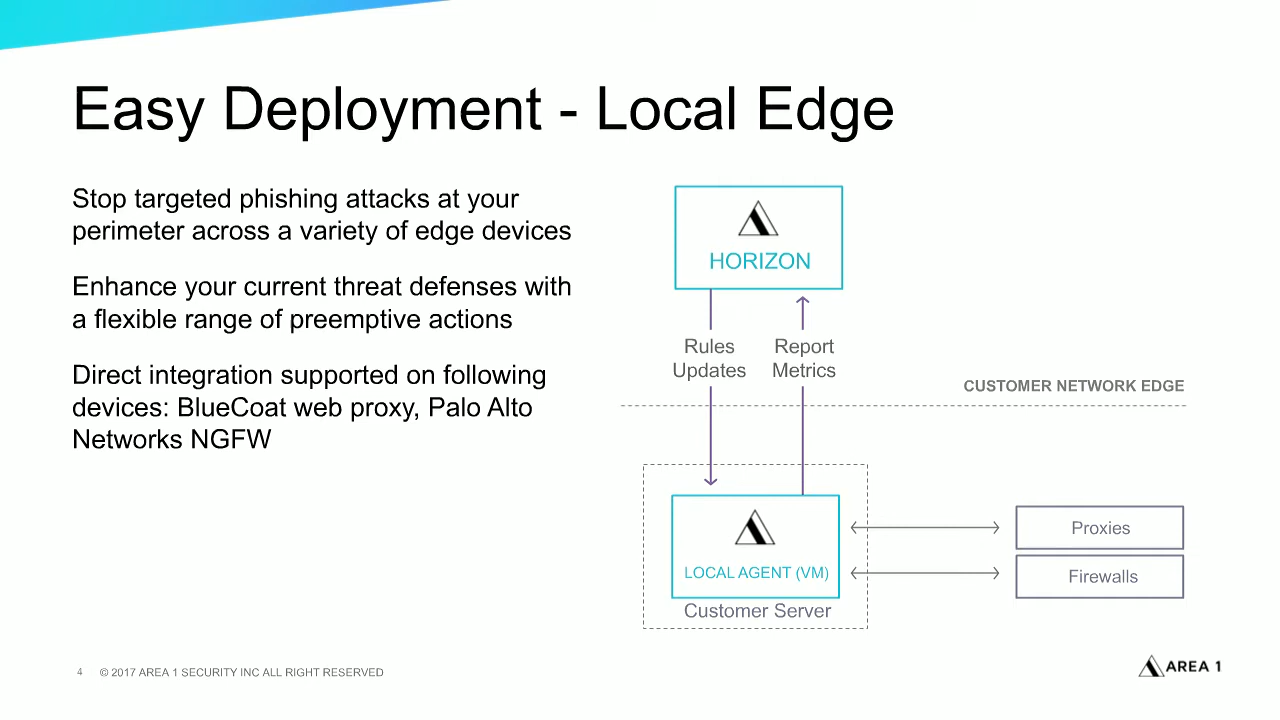 Easy Deployment - Local Edge
Stop targeted phishing attacks at your
perimeter across a variety of edge devices
Enhance your current threat defenses with
a flexible range of preemptive actions
Direct integration supported on following
devices: BlueCoat web proxy, Palo Alto
Networks NGFW
HORIZON
Rules
Updates
Report
Metrics
CUSTOMER NETWORK EDGE
LOCAL AGENT (VM)
Customer Server
Proxies
Firewalls
4 © 2017 AREA 1 SECURITY INC ALL RIGHT RESERVED
AREA 1